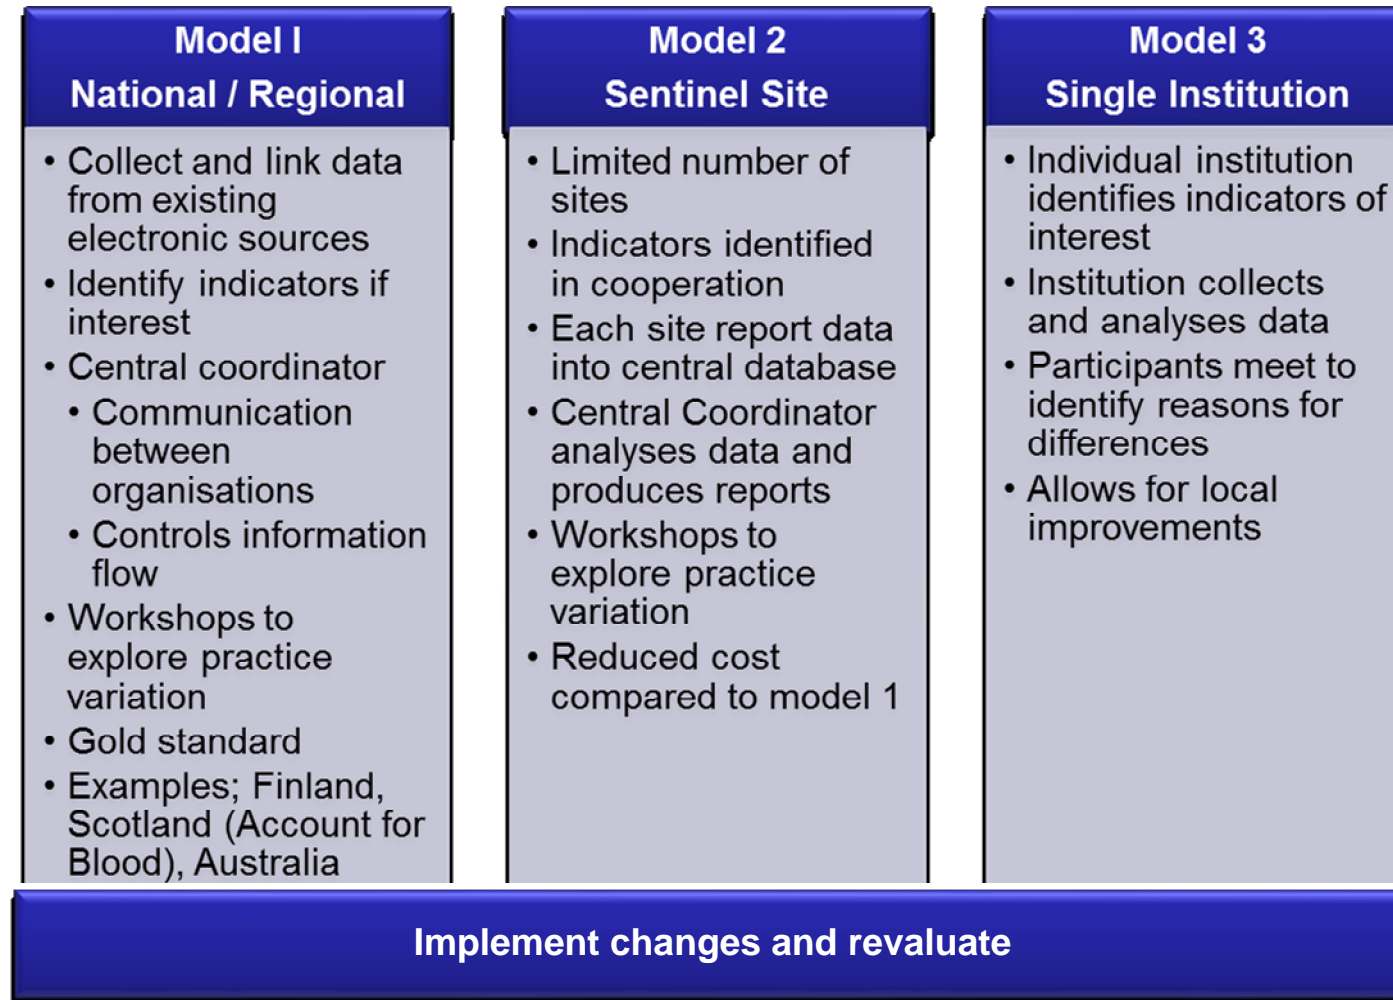 Model I
National / Regional
• Collect and link data
from existing
electronic sources
• Identify indicators if
interest
• Central coordinator
• Communication
between
organisations
• Controls information
flow
• Workshops to
explore practice
variation
• Gold standard
• Examples; Finland,
Scotland (Account for
Blood), Australia
Model 2
Sentinel Site
• Limited number of
sites
• Indicators identified
in cooperation
• Each site report data
into central database
• Central Coordinator
analyses data and
produces reports
• Workshops to
explore practice
variation
• Reduced cost
compared to model 1
Model 3
Single Institution
• Individual institution
identifies indicators of
interest
• Institution collects
and analyses data
• Participants meet to
identify reasons for
differences
• Allows for local
improvements
Implement changes and revaluate